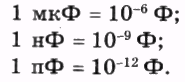 1 мкФ = 10⁻⁶ Ф;
1 нФ = 10⁻⁹ Ф;
1 пФ = 10⁻¹² Ф.